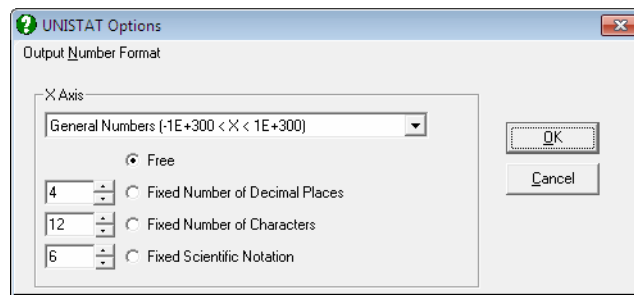 UNISTAT Options
Output Number Format
X Axis
General Numbers (-1E+300 < X < 1E+300)
OK
Free
Cancel
4 Fixed Number of Decimal Places
12 Fixed Number of Characters
6 Fixed Scientific Notation